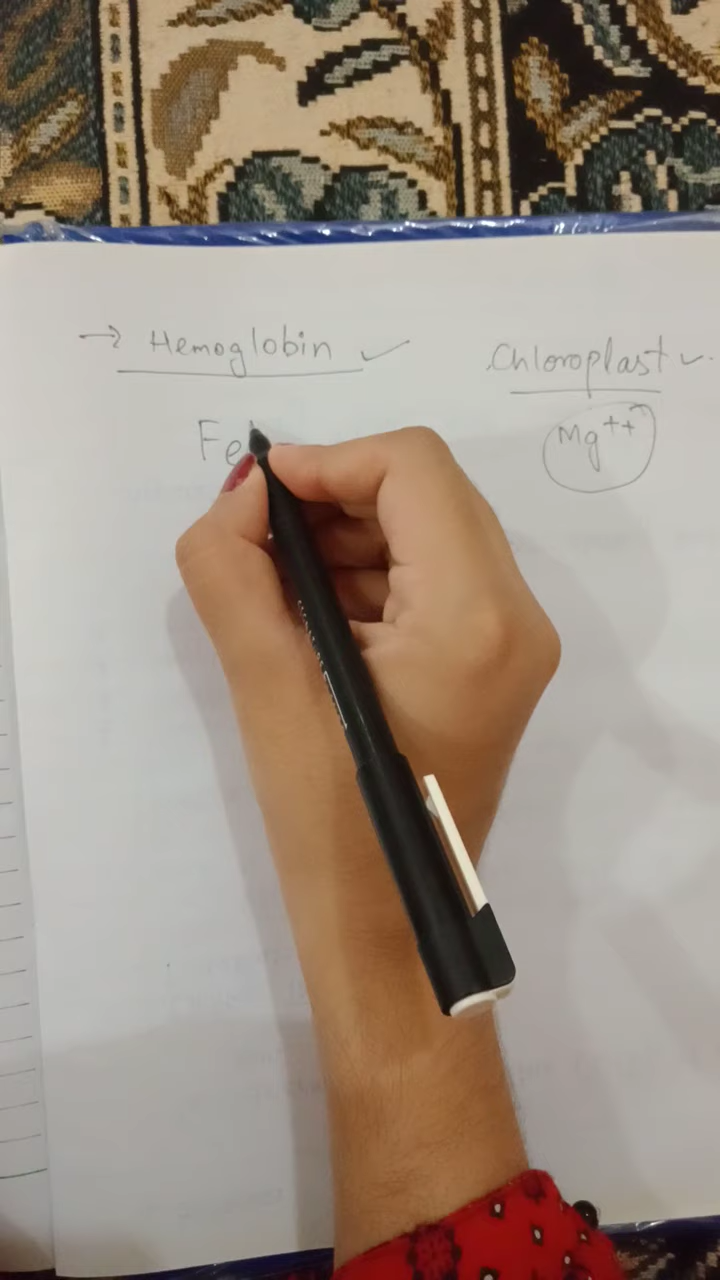 → Hemoglobin ✓
Chloroplast ✓
Fe
Mg++